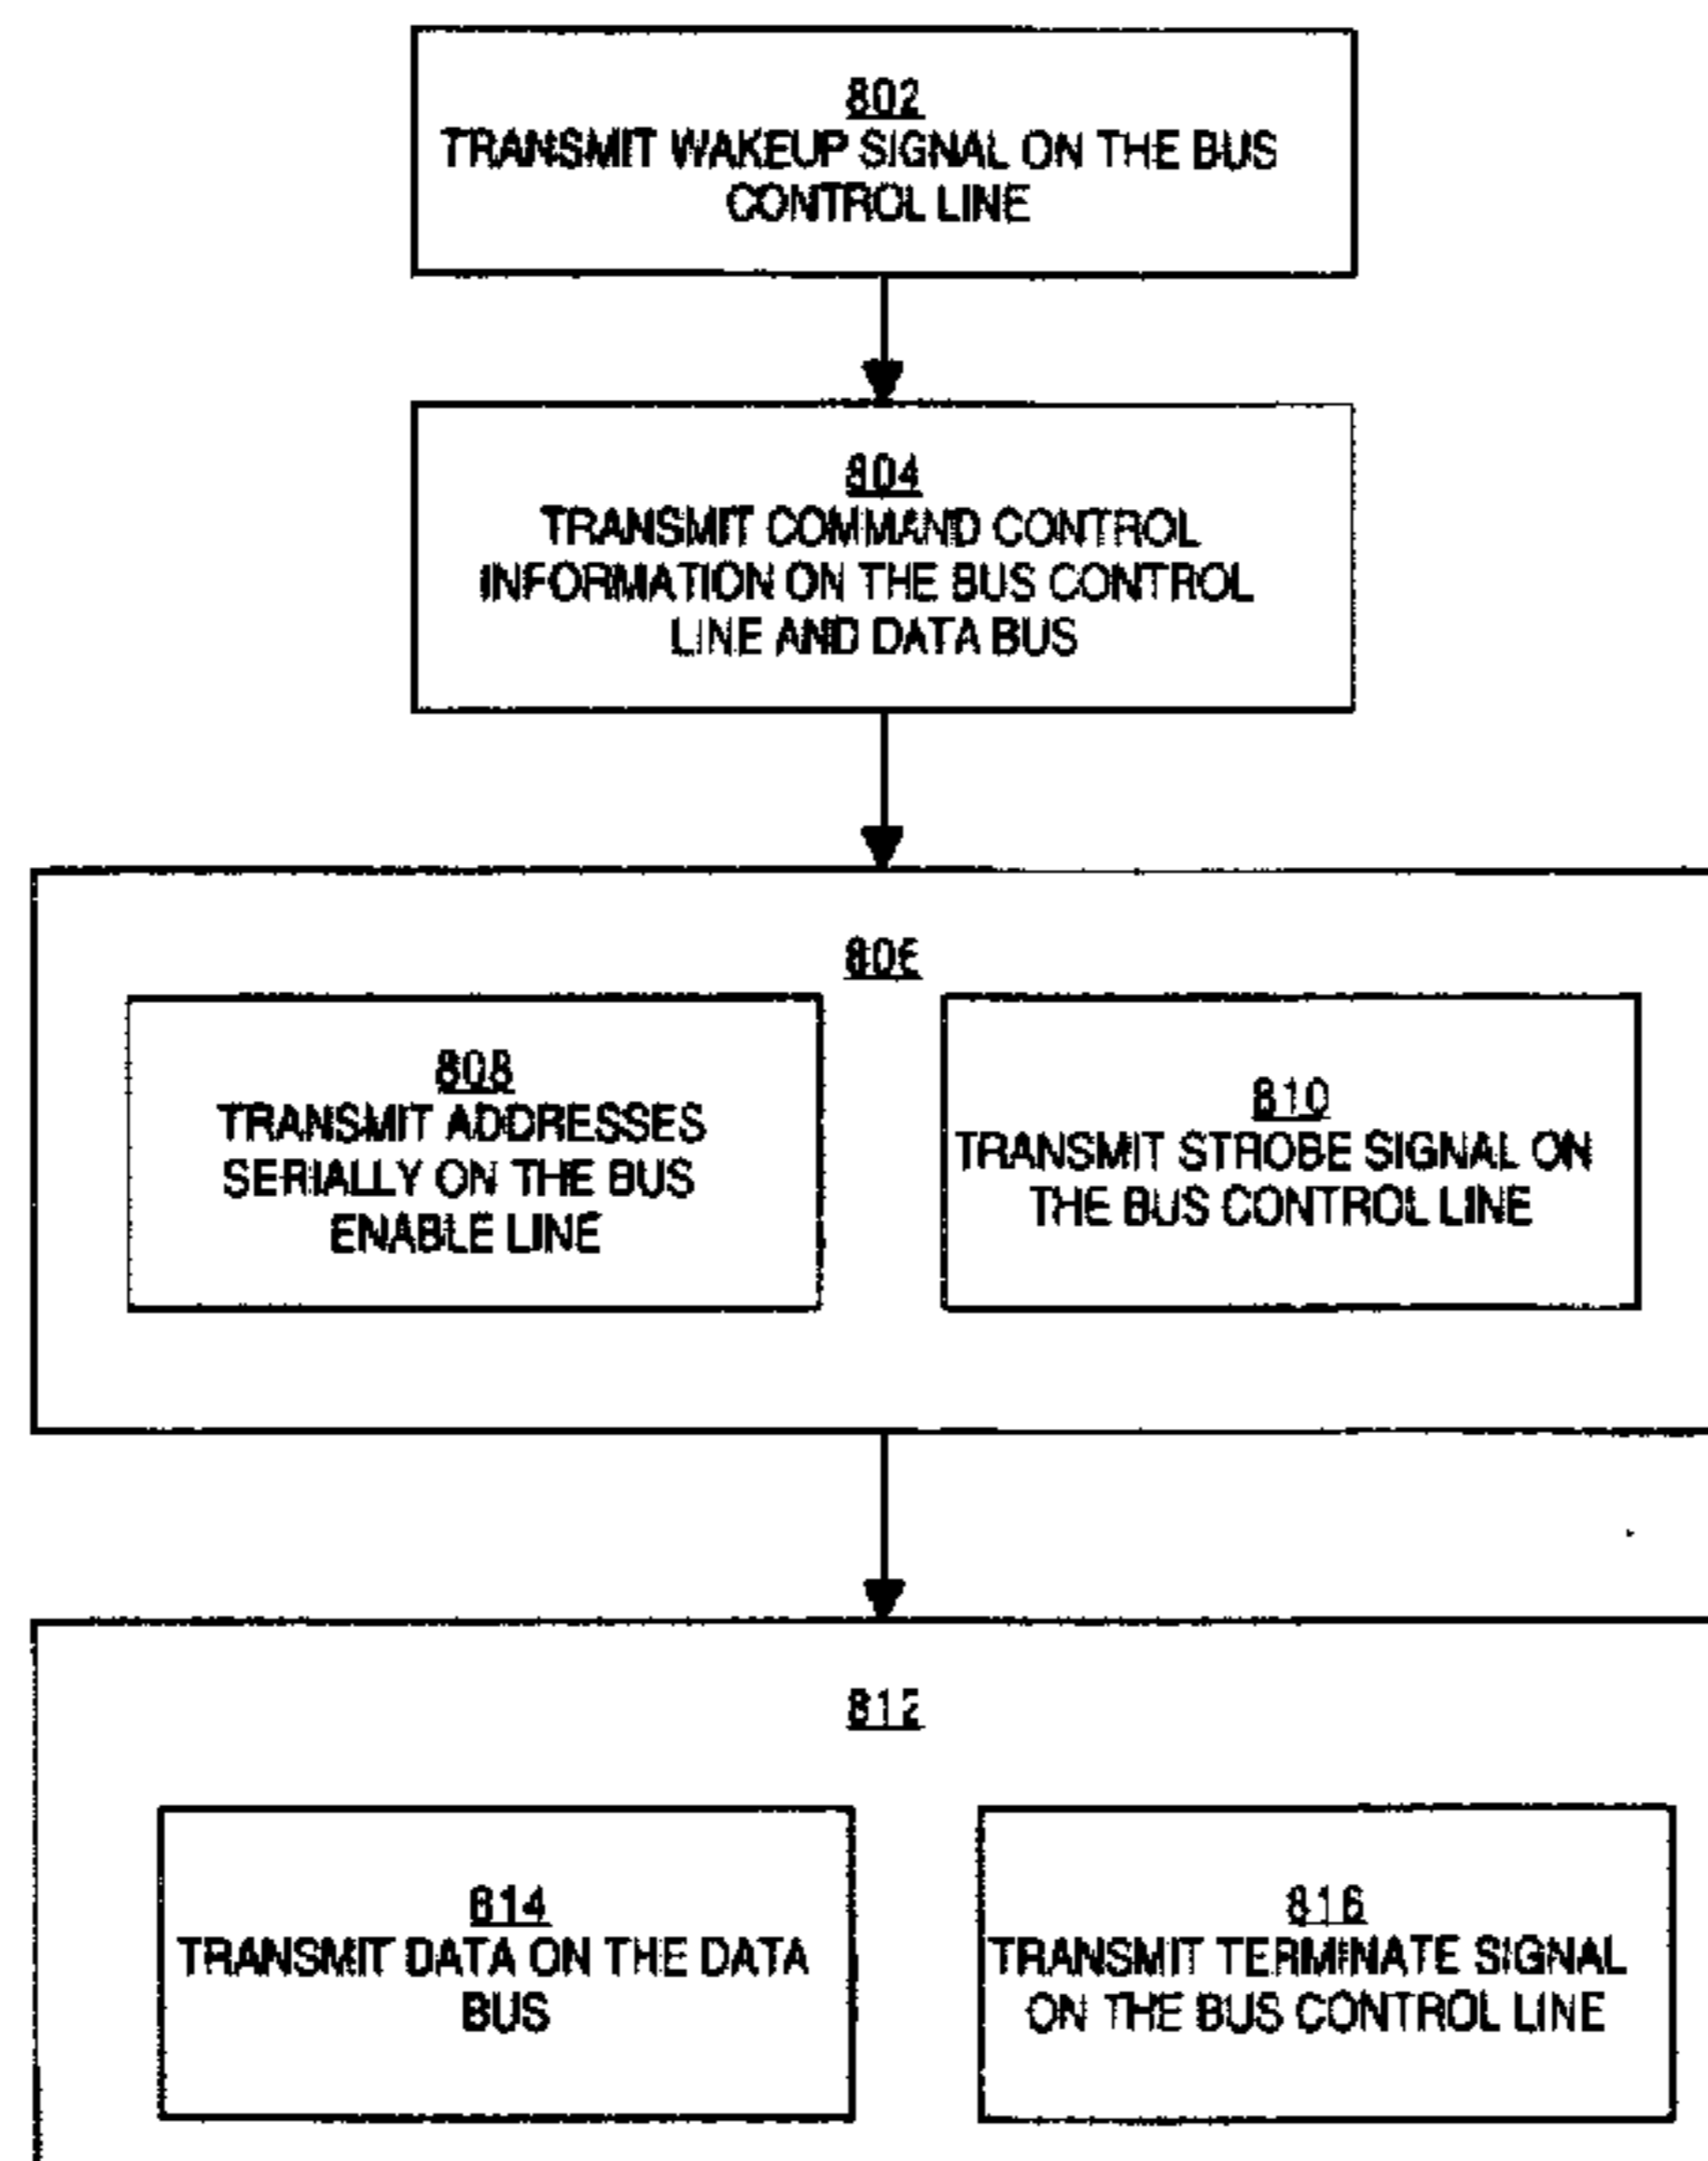 802
TRANSMIT WAKEUP SIGNAL ON THE BUS
CONTROL LINE
804
TRANSMIT COMMAND CONTROL
INFORMATION ON THE BUS CONTROL
LINE AND DATA BUS
806
808
TRANSMIT ADDRESSES
SERIALLY ON THE BUS
ENABLE LINE
810
TRANSMIT STROBE SIGNAL ON
THE BUS CONTROL LINE
812
814
TRANSMIT DATA ON THE DATA
BUS
816
TRANSMIT TERMINATE SIGNAL
ON THE BUS CONTROL LINE